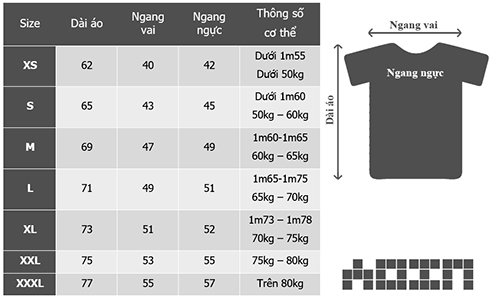 Size Dài áo Ngang vai Ngang ngực Thông số cơ thể
XS 62 40 42 Dưới 1m55
Dưới 50kg
S 65 43 45 Dưới 1m60
50kg – 60kg
M 69 47 49 1m60-1m65
60kg – 65kg
L 71 49 51 1m65-1m75
65kg – 70kg
XL 73 51 52 1m73 – 1m78
70kg – 75kg
XXL 75 53 55 75kg – 80kg
XXXL 77 55 57 Trên 80kg
Ngang vai
Ngang ngực
Dài áo